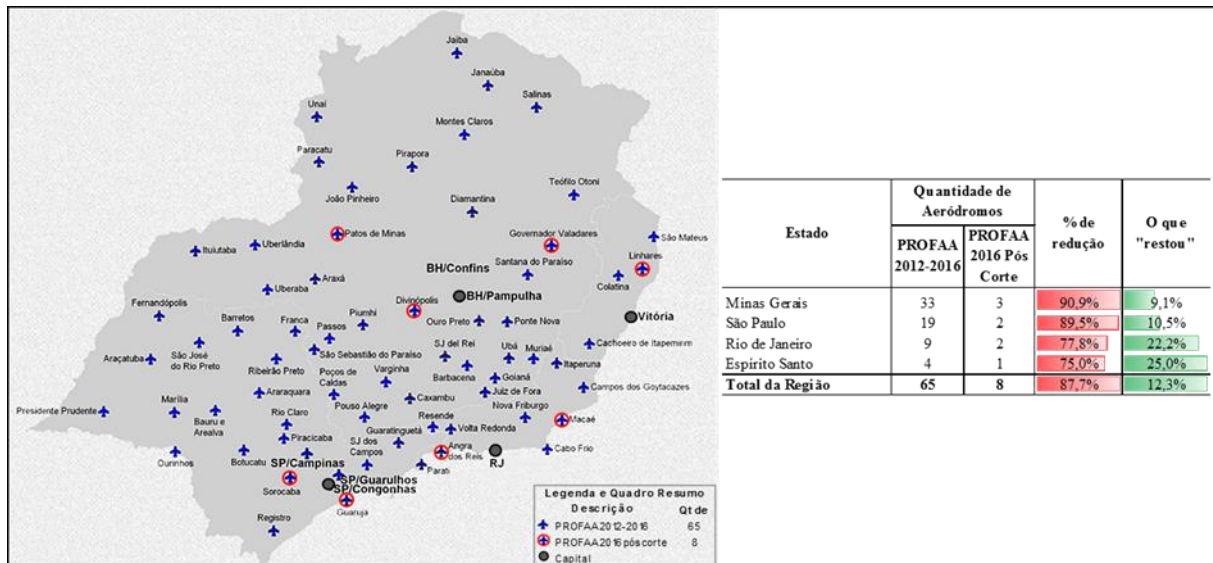 Jaíba
Janaúba
Salinas
Unaí
Montes Claros
Paracatu
Pirapora
João Pinheiro
Teófilo Otoni
Diamantina
Patos de Minas
Governador Valadares
São Mateus
Ituiutaba
Uberlândia
Linhares
BH/Confins
Santana do Paraíso
Colatina
Araxá
Uberaba
BH/Pampulha
Fernandópolis
Divinópolis
Vitória
Barretos
Franca
Passos
Piumhi
Ouro Preto
Ponte Nova
Cachoeiro de Itapemirim
São José
do Rio Preto
São Sebastião do Paraíso
SJ del Rei
Ubá
Muriaé
Itaperuna
Araçatuba
Ribeirão Preto
Poços de
Caldas
Varginha
Barbacena
Goianá
Juiz de Fora
Campos dos Goytacazes
Araraquara
Caxambu
Presidente Prudente
Marília
Bauru e
Arealva
Rio Claro
Pouso Alegre
Nova Friburgo
Macaé
Resende
Volta Redonda
Guaratinguetá
Piracicaba
SJ dos
Campos
Angra
dos Reis
Cabo Frio
Ourinhos
Botucatu
SP/Campinas
Parati
RJ
SP/Guarulhos
SP/Congonhas
Sorocaba
Guarujá
Registro
Legenda e Quadro Resumo
Descrição Qt de
PROFAA2012-2016 65
PROFAA2016 pós corte 8
Capital
Estado Quantidade de Aeródromos % de redução O que "restou"
PROFAA 2012-2016 PROFAA 2016 Pós Corte
Minas Gerais 33 3 90,9% 9,1%
São Paulo 19 2 89,5% 10,5%
Rio de Janeiro 9 2 77,8% 22,2%
Espirito Santo 4 1 75,0% 25,0%
Total da Região 65 8 87,7% 12,3%